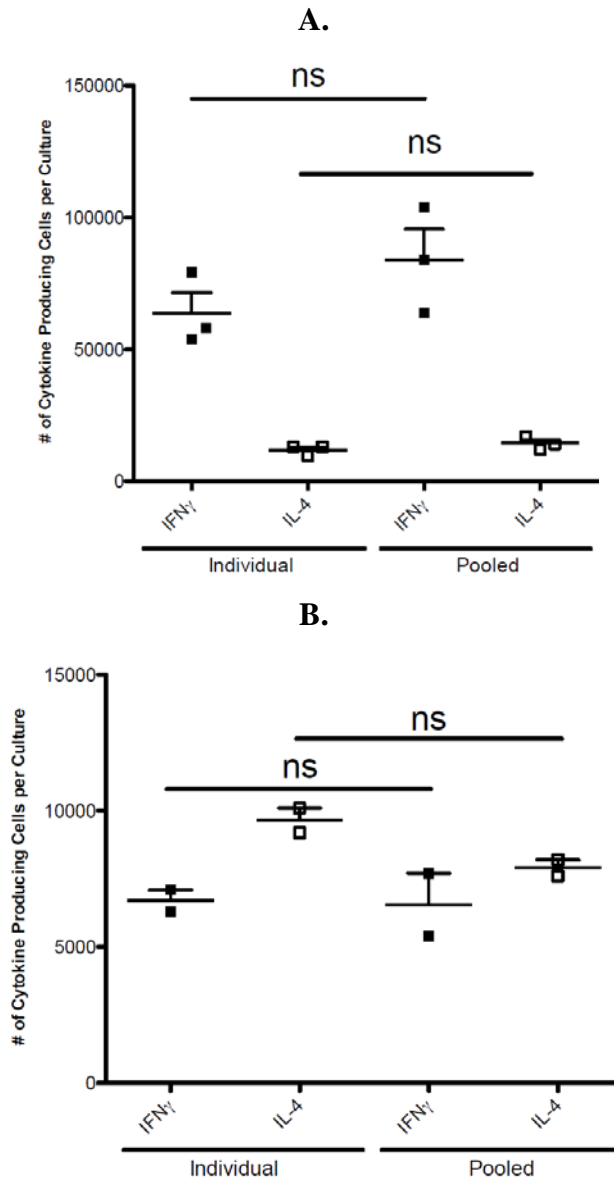 A.
ns
150000
ns
100000
50000
0
# of Cytokine Producing Cells per Culture
IFNγ
IL-4
IFNγ
IL-4
Individual
Pooled
B.
15000
ns
ns
10000
5000
0
# of Cytokine Producing Cells per Culture
IFNγ
IL-4
IFNγ
IL-4
Individual
Pooled